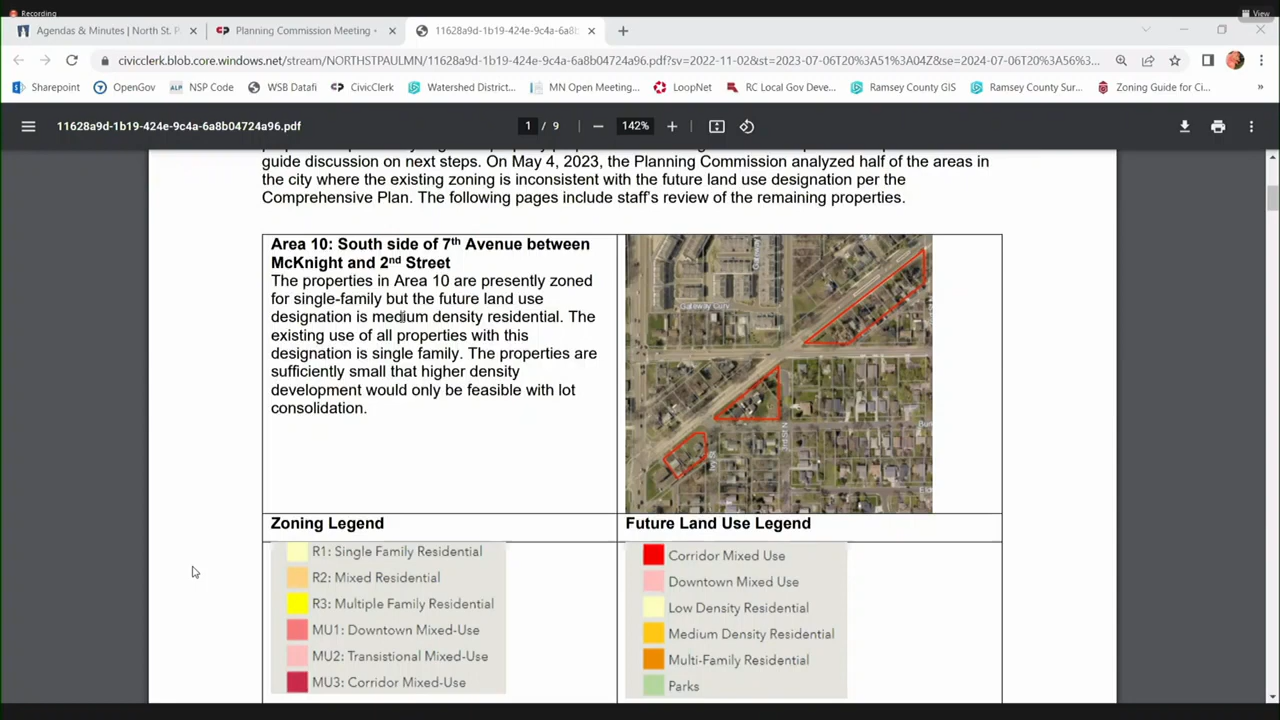 Recording
View
Agendas & Minutes | North St. P
Planning Commission Meeting •
11628a9d-1b19-424e-9c4a-6a8b
civicclerk.blob.core.windows.net/stream/NORTHSTPAULMN/11628a9d-1b19-424e-9c4a-6a8b04724a96.pdf?sv=2022-11-02&st=2023-07-06T20%3A51%3A04Z&se=2024-07-06T20%3A56%3...
Sharepoint
OpenGov
NSP Code
WSB Datafi
CivicClerk
Watershed District...
MN Open Meeting...
LoopNet
RC Local Gov Deve...
Ramsey County GIS
Ramsey County Sur...
Zoning Guide for Ci...
11628a9d-1b19-424e-9c4a-6a8b04724a96.pdf
1 / 9
142%
guide discussion on next steps. On May 4, 2023, the Planning Commission analyzed half of the areas in
the city where the existing zoning is inconsistent with the future land use designation per the
Comprehensive Plan. The following pages include staff's review of the remaining properties.
Area 10: South side of 7th Avenue between
McKnight and 2nd Street
The properties in Area 10 are presently zoned
for single-family but the future land use
designation is medium density residential. The
existing use of all properties with this
designation is single family. The properties are
sufficiently small that higher density
development would only be feasible with lot
consolidation.
Gateway Curv
3rd St N
Zoning Legend
R1: Single Family Residential
R2: Mixed Residential
R3: Multiple Family Residential
MU1: Downtown Mixed-Use
MU2: Transistional Mixed-Use
MU3: Corridor Mixed-Use
Future Land Use Legend
Corridor Mixed Use
Downtown Mixed Use
Low Density Residential
Medium Density Residential
Multi-Family Residential
Parks